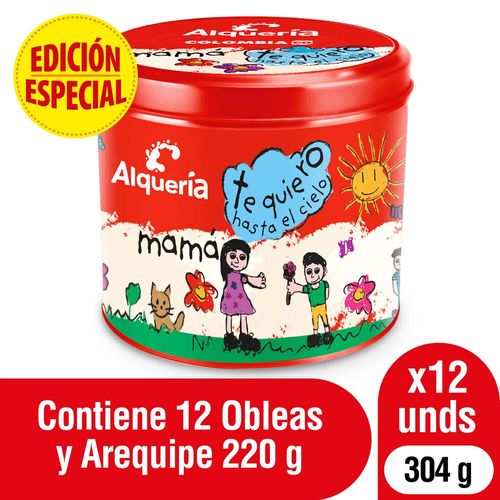 EDICIÓN
ESPECIAL
Alquería
COLOMBIA
mamá
te quiero
Alquería
te quiero
hasta el cielo
mamá
Contiene 12 Obleas
y Arequipe 220 g
x12
unds
304 g